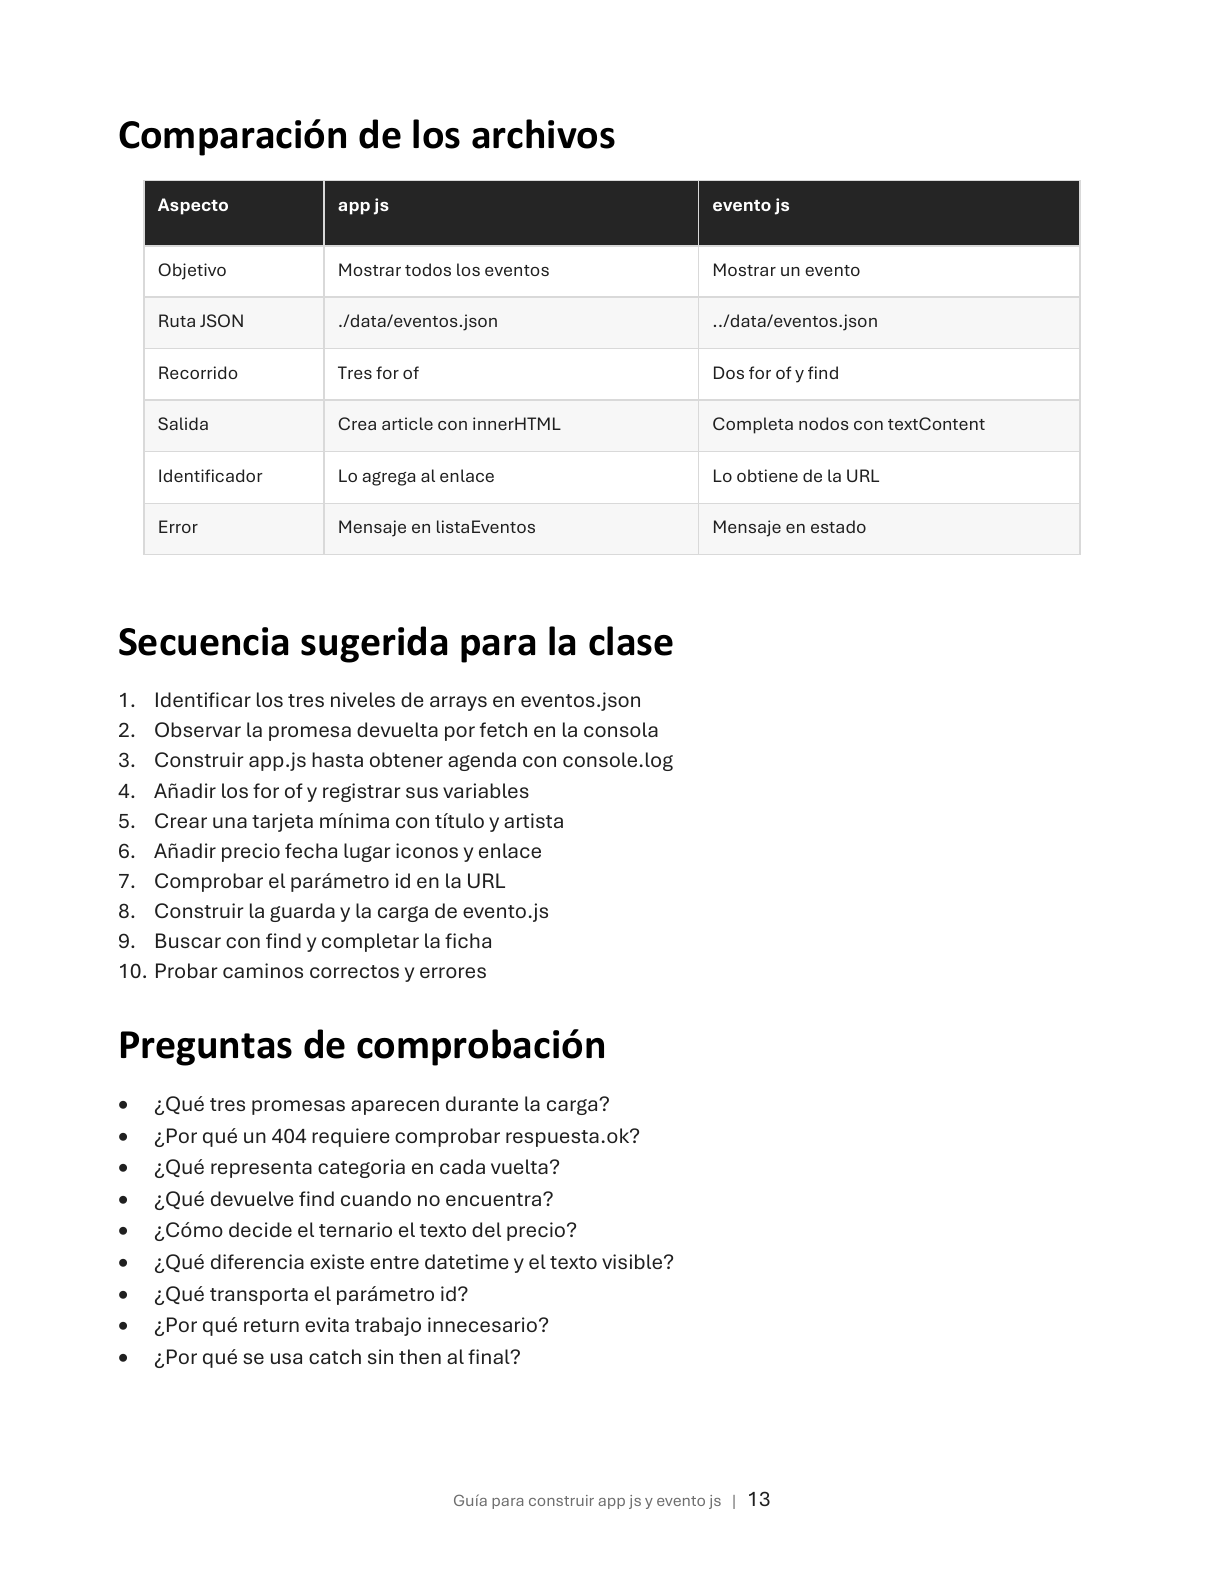 Comparación de los archivos
Aspecto app js evento js
Objetivo Mostrar todos los eventos Mostrar un evento
Ruta JSON ./data/eventos.json ../data/eventos.json
Recorrido Tres for of Dos for of y find
Salida Crea article con innerHTML Completa nodos con textContent
Identificador Lo agrega al enlace Lo obtiene de la URL
Error Mensaje en listaEventos Mensaje en estado
Secuencia sugerida para la clase
1. Identificar los tres niveles de arrays en eventos.json
2. Observar la promesa devuelta por fetch en la consola
3. Construir app.js hasta obtener agenda con console.log
4. Añadir los for of y registrar sus variables
5. Crear una tarjeta mínima con título y artista
6. Añadir precio fecha lugar iconos y enlace
7. Comprobar el parámetro id en la URL
8. Construir la guarda y la carga de evento.js
9. Buscar con find y completar la ficha
10. Probar caminos correctos y errores
Preguntas de comprobación
• ¿Qué tres promesas aparecen durante la carga?
• ¿Por qué un 404 requiere comprobar respuesta.ok?
• ¿Qué representa categoria en cada vuelta?
• ¿Qué devuelve find cuando no encuentra?
• ¿Cómo decide el ternario el texto del precio?
• ¿Qué diferencia existe entre datetime y el texto visible?
• ¿Qué transporta el parámetro id?
• ¿Por qué return evita trabajo innecesario?
• ¿Por qué se usa catch sin then al final?
Guía para construir app js y evento js | 13